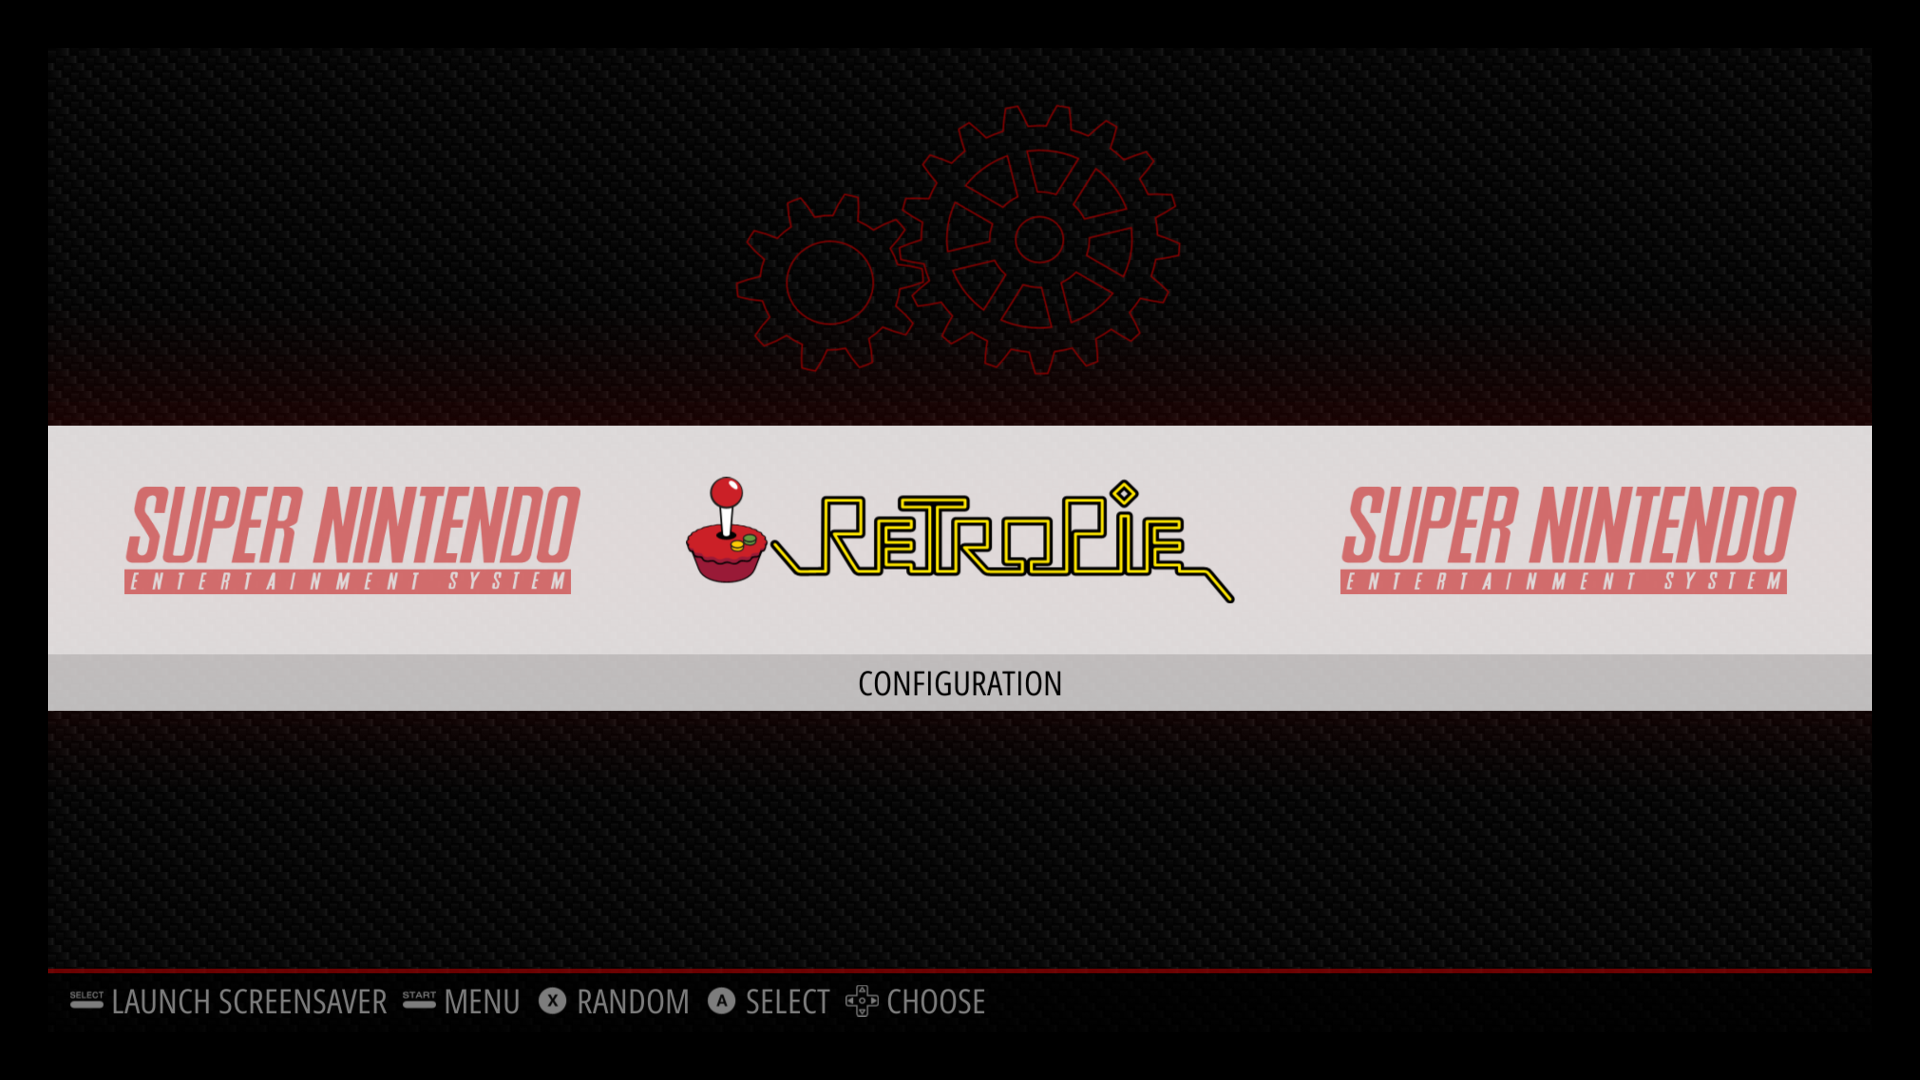 SUPER NINTENDO
ENTERTAINMENT SYSTEM
RETROPIE
SUPER NINTENDO
ENTERTAINMENT SYSTEM
CONFIGURATION
SELECT LAUNCH SCREENSAVER START MENU X RANDOM A SELECT CHOOSE